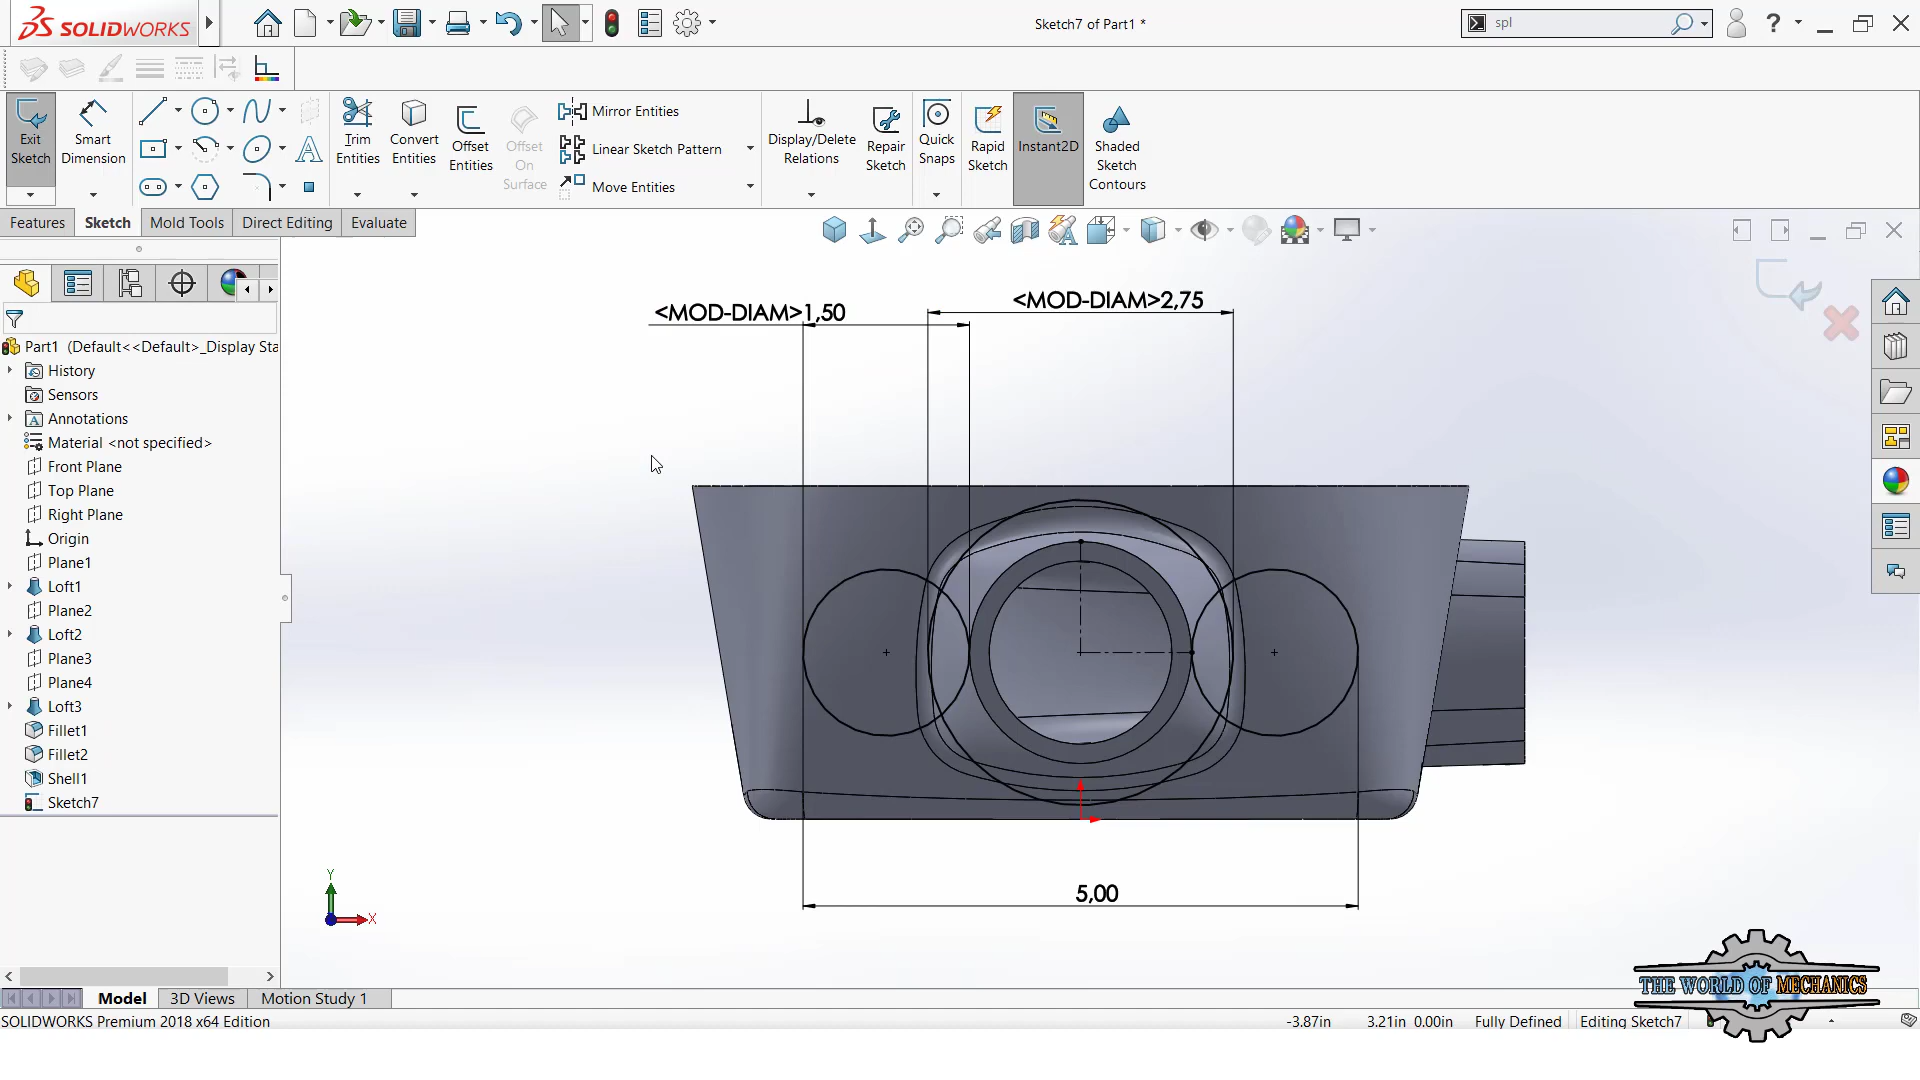 SOLIDWORKS
Sketch7 of Part1 *
spl
?
Exit
Sketch
Smart
Dimension
Trim
Entities
Convert
Entities
Offset
Entities
Offset
On
Surface
Mirror Entities
Linear Sketch Pattern
Move Entities
Display/Delete
Relations
Repair
Sketch
Quick
Snaps
Rapid
Sketch
Instant2D
Shaded
Sketch
Contours
Features
Sketch
Mold Tools
Direct Editing
Evaluate
Part1 (Default<<Default>_Display Sta
History
Sensors
Annotations
Material <not specified>
Front Plane
Top Plane
Right Plane
Origin
Plane1
Loft1
Plane2
Loft2
Plane3
Plane4
Loft3
Fillet1
Fillet2
Shell1
Sketch7
<MOD-DIAM>1,50
<MOD-DIAM>2,75
5,00
Y
X
Model
3D Views
Motion Study 1
THE WORLD OF MECHANICS
SOLIDWORKS Premium 2018 x64 Edition
-3.87in
3.21in
0.00in
Fully Defined
Editing Sketch7